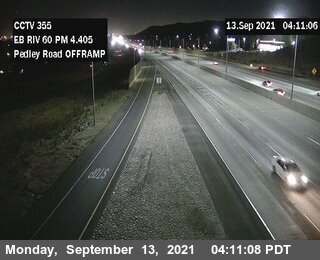 CCTV 355
13.Sep 2021 04:11:06
EB RIV 60 PM 4.405
Pedley Road OFFRAMP
STOP
Monday, September 13, 2021 04:11:08 PDT